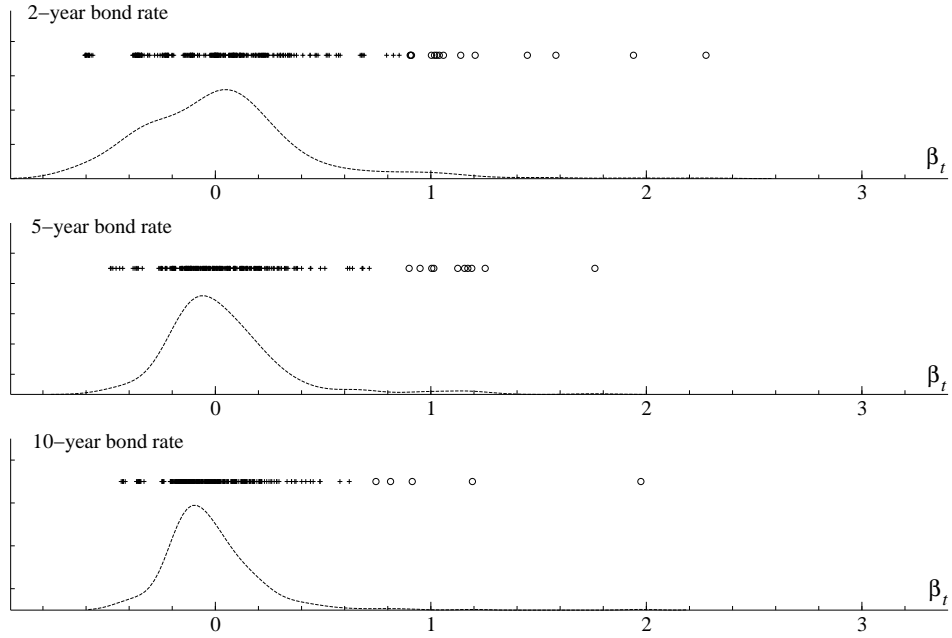 2−year bond rate
β_t
0 1 2 3
5−year bond rate
β_t
0 1 2 3
10−year bond rate
β_t
0 1 2 3